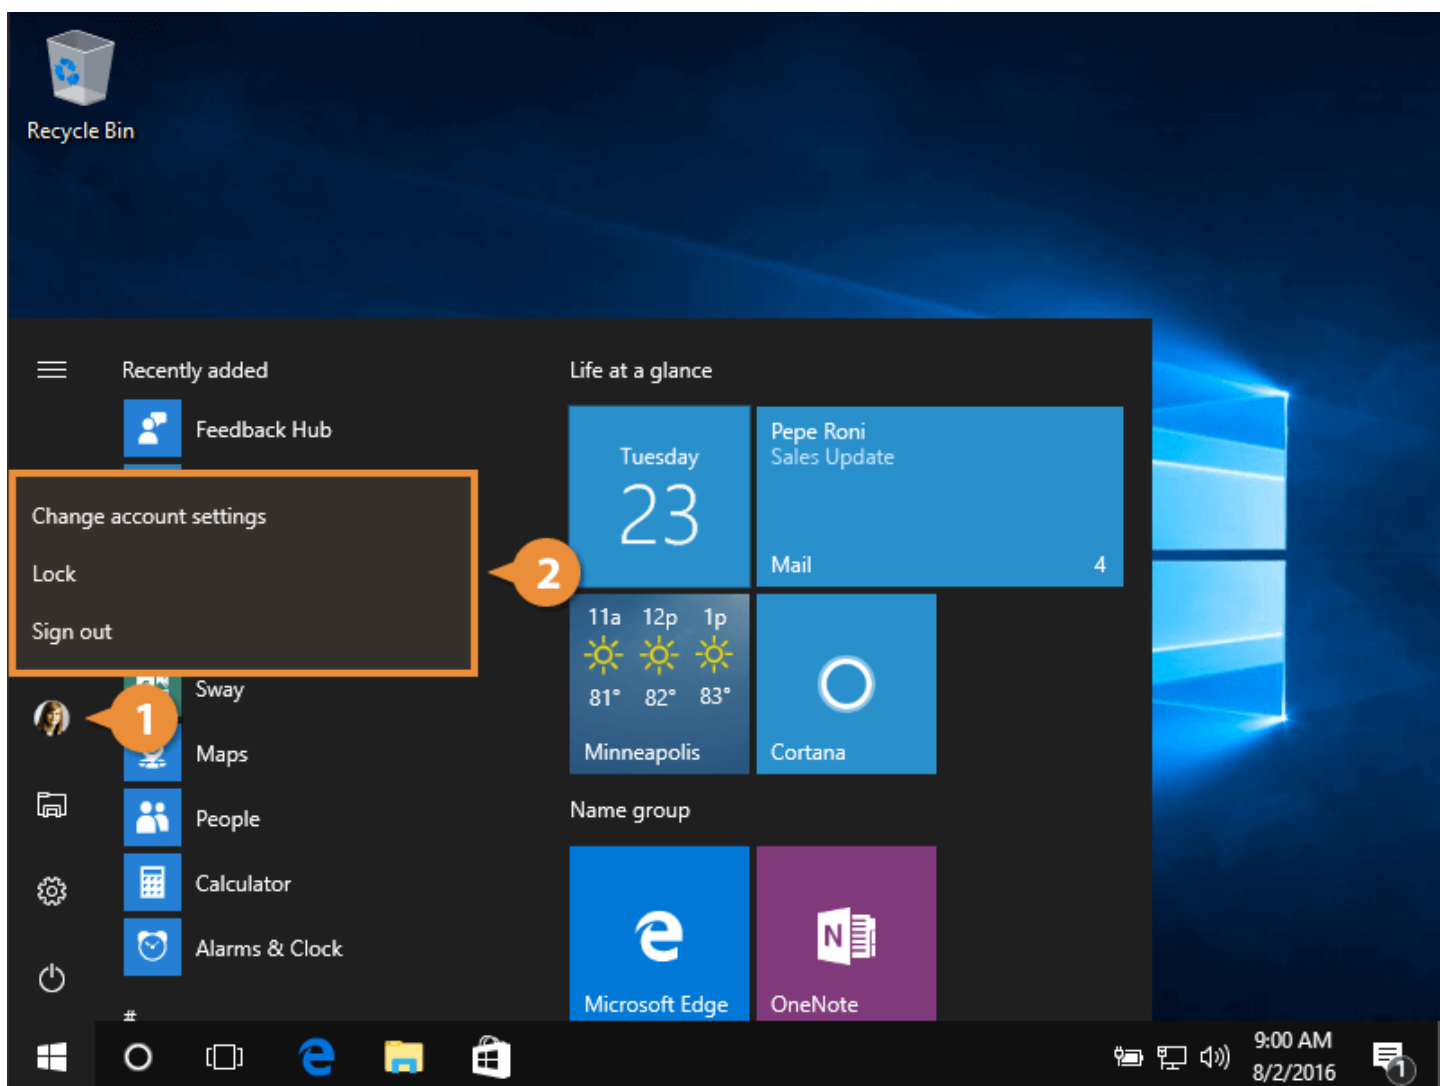 Recycle Bin
Recently added
Feedback Hub
Change account settings
Lock
Sign out
2
1
Sway
Maps
People
Calculator
Alarms & Clock
#
Life at a glance
Tuesday
23
Pepe Roni
Sales Update
Mail 4
11a 12p 1p
81° 82° 83°
Minneapolis
Cortana
Name group
Microsoft Edge
N
OneNote
9:00 AM
8/2/2016
1